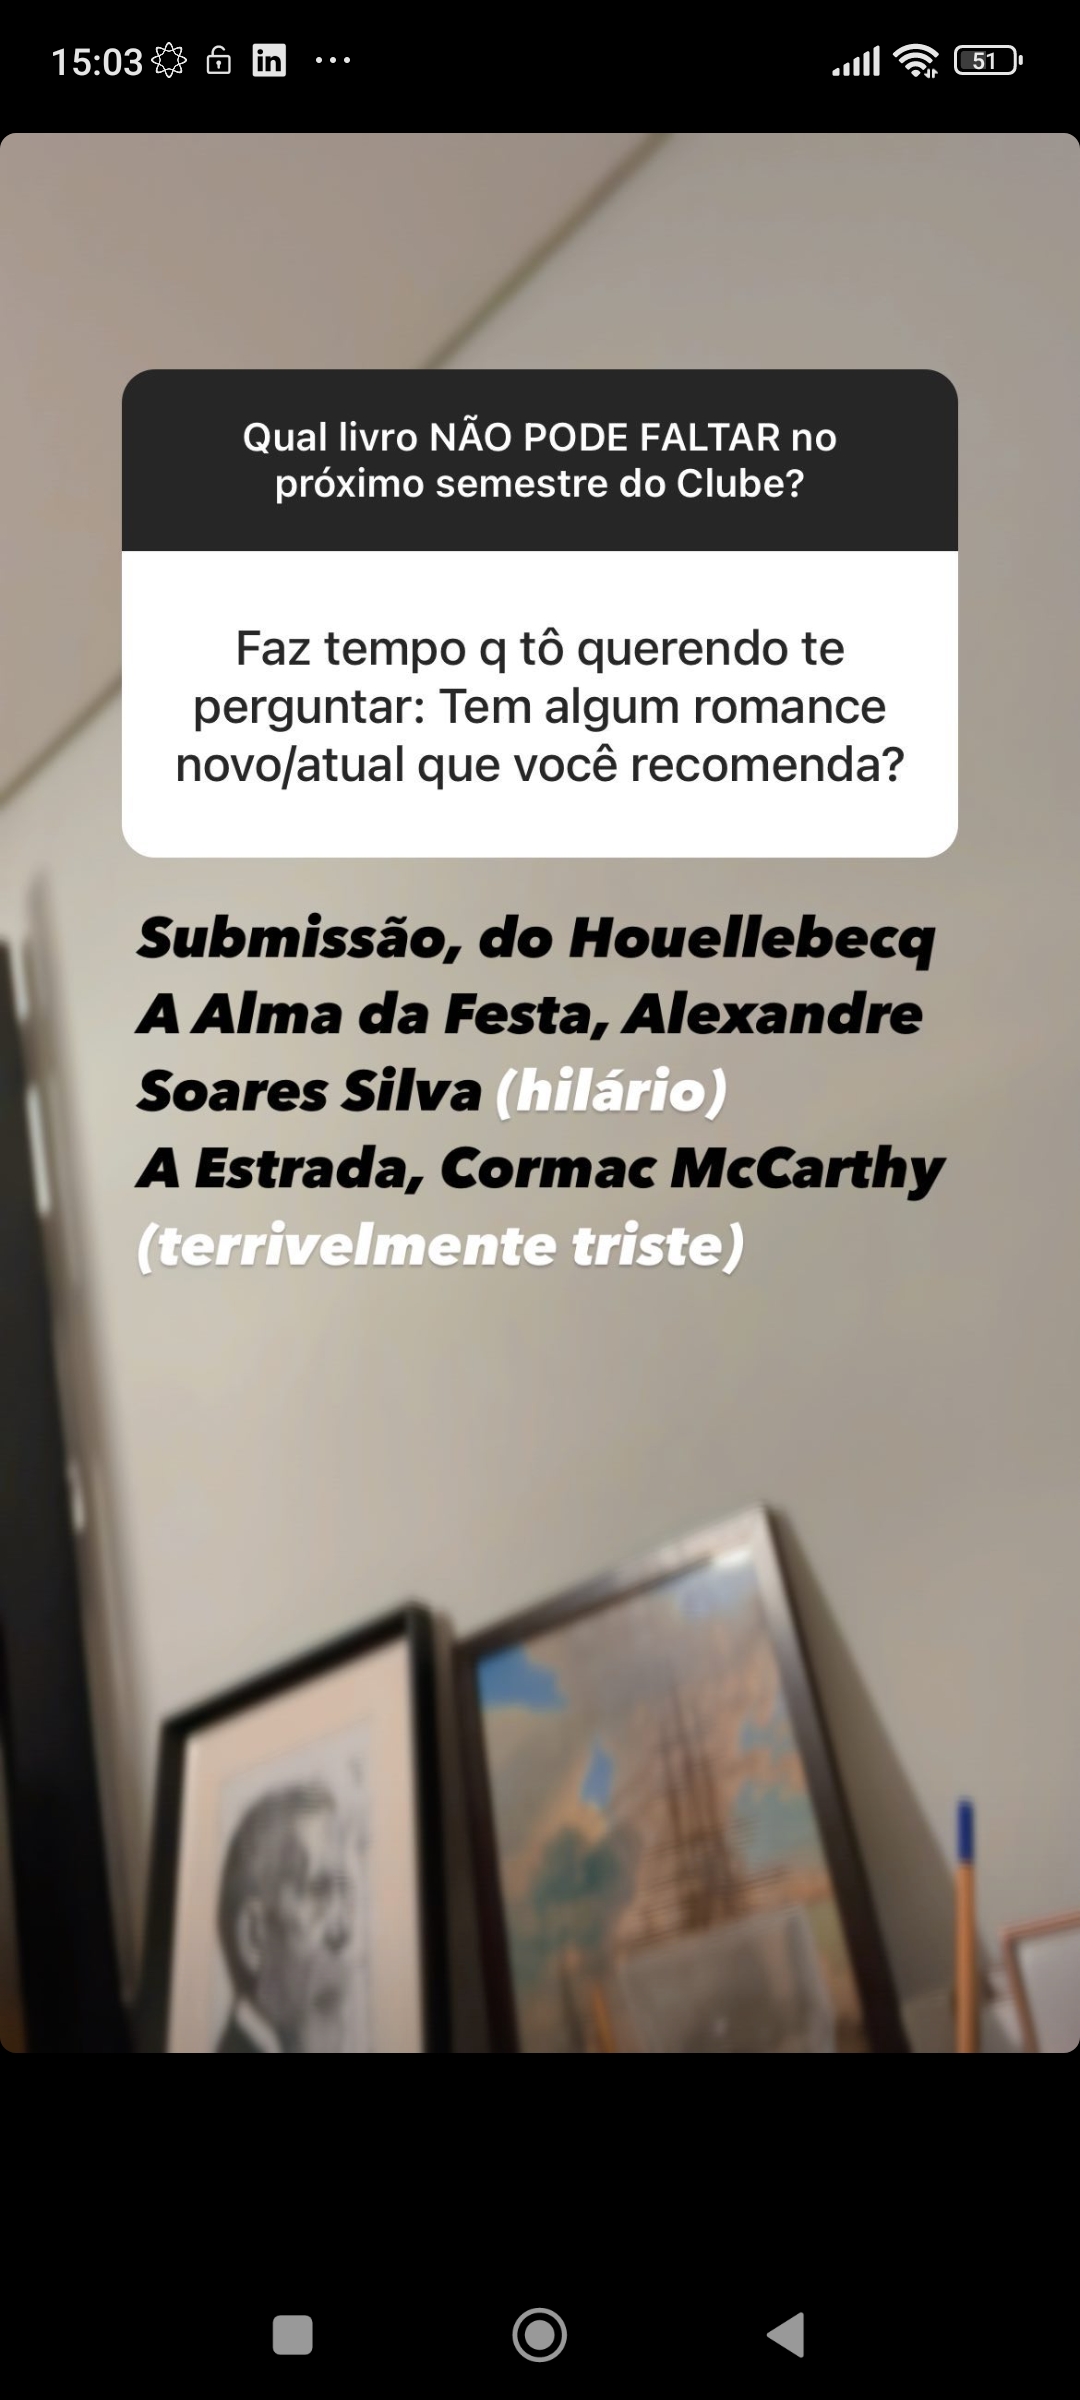 15:03
in
51
Qual livro NÃO PODE FALTAR no
próximo semestre do Clube?
Faz tempo q tô querendo te
perguntar: Tem algum romance
novo/atual que você recomenda?
Submissão, do Houellebecq
A Alma da Festa, Alexandre
Soares Silva (hilário)
A Estrada, Cormac McCarthy
(terrivelmente triste)